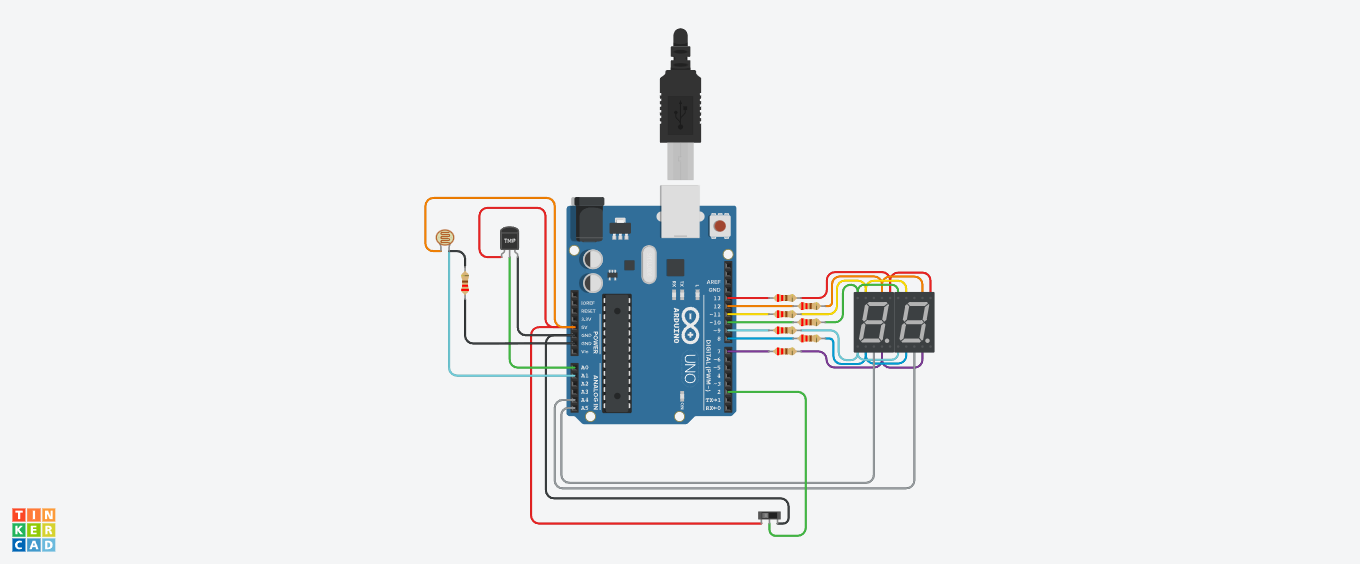 TMP
AREF
GND
IOREF
RESET
3.3V
5V
GND
GND
Vin
POWER
A0
A1
A2
A3
A4
A5
ANALOG IN
RX
TX
L
ARDUINO
UNO
ON
13
12
~11
~10
~9
8
7
~6
~5
4
~3
2
TX→1
RX←0
DIGITAL (PWM~)
88
TIN
KER
CAD